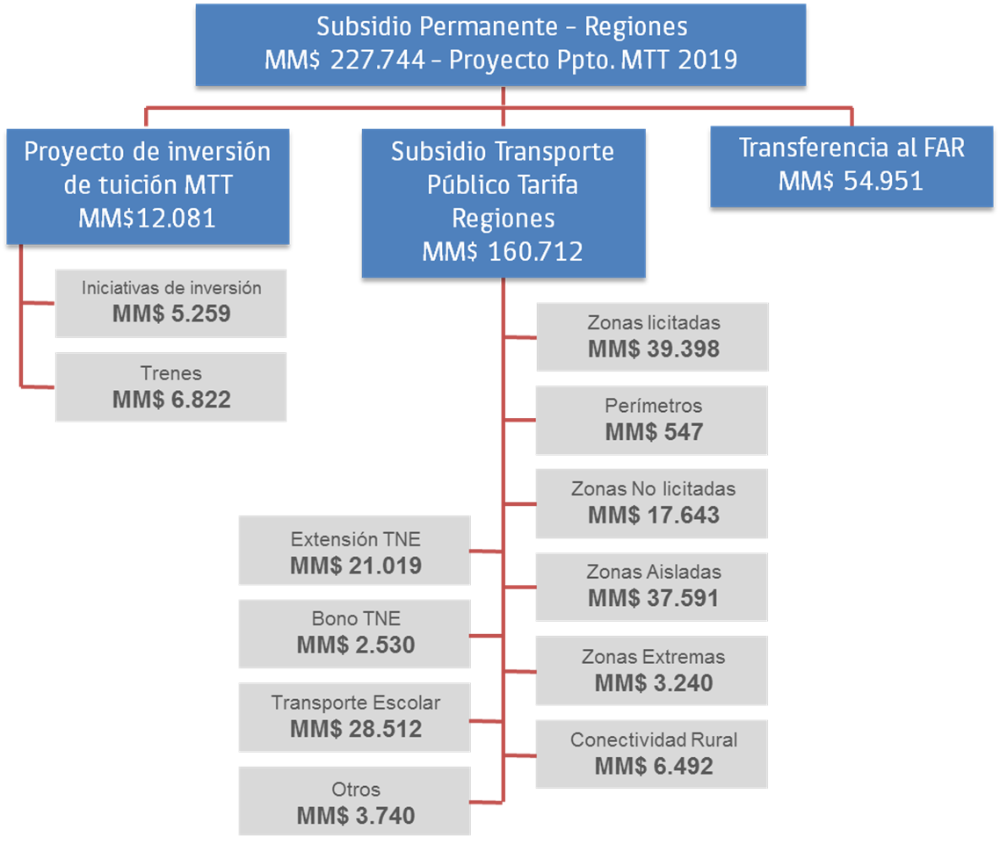 Subsidio Permanente – Regiones
MM$ 227.744 – Proyecto Ppto. MTT 2019
Proyecto de inversión
de tuición MTT
MM$12.081
Iniciativas de inversión
MM$ 5.259
Trenes
MM$ 6.822
Subsidio Transporte
Público Tarifa
Regiones
MM$ 160.712
Zonas licitadas
MM$ 39.398
Perímetros
MM$ 547
Zonas No licitadas
MM$ 17.643
Zonas Aisladas
MM$ 37.591
Zonas Extremas
MM$ 3.240
Conectividad Rural
MM$ 6.492
Extensión TNE
MM$ 21.019
Bono TNE
MM$ 2.530
Transporte Escolar
MM$ 28.512
Otros
MM$ 3.740
Transferencia al FAR
MM$ 54.951